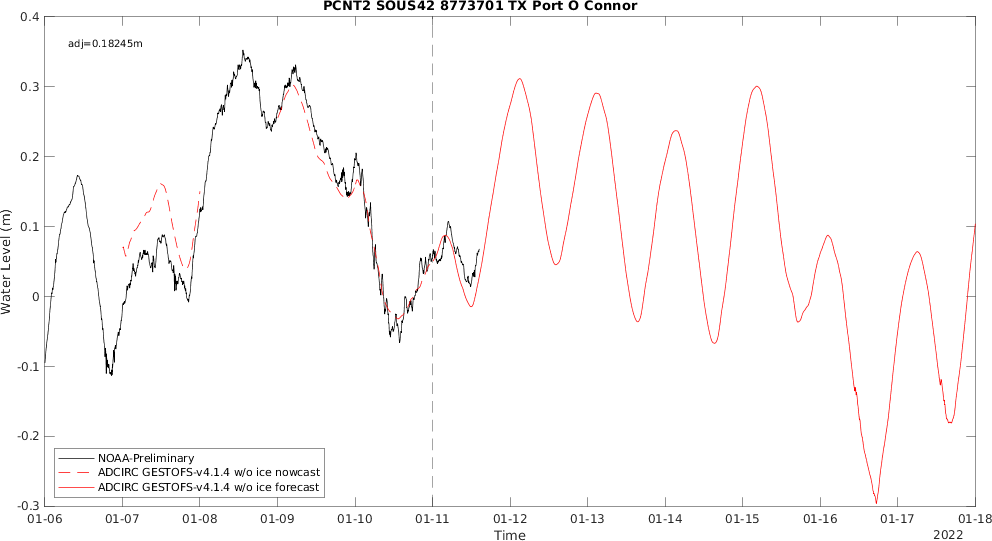 PCNT2 SOUS42 8773701 TX Port O Connor
adj=0.18245m
0.4
0.3
0.2
0.1
0
-0.1
-0.2
-0.3
Water Level (m)
NOAA-Preliminary
ADCIRC GESTOFS-v4.1.4 w/o ice nowcast
ADCIRC GESTOFS-v4.1.4 w/o ice forecast
01-06 01-07 01-08 01-09 01-10 01-11 01-12 01-13 01-14 01-15 01-16 01-17 01-18
Time
2022